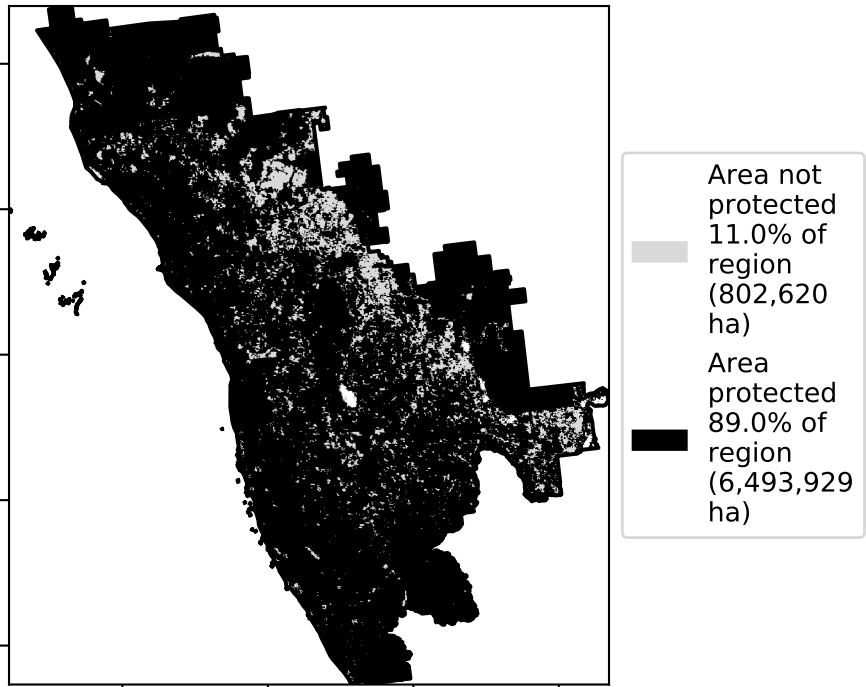 Area not
protected
11.0% of
region
(802,620
ha)
Area
protected
89.0% of
region
(6,493,929
ha)